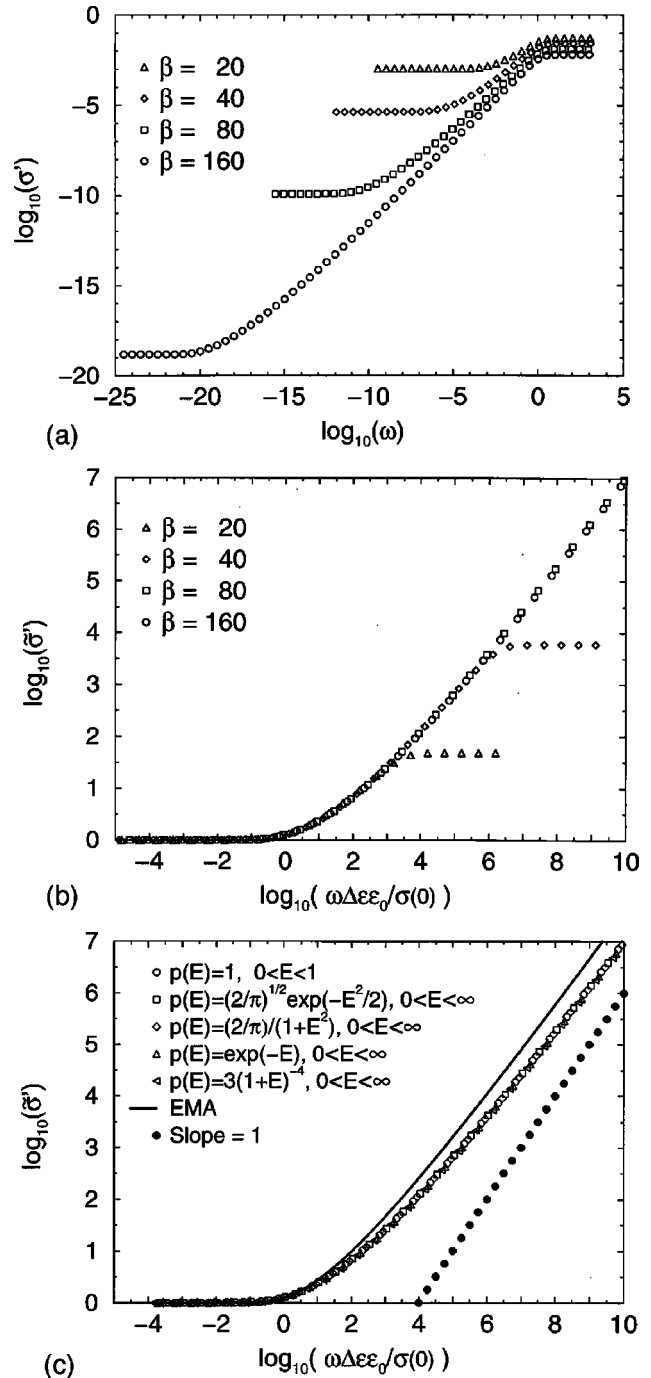 0
−5
−10
−15
−20
log₁₀(σ')
△ β = 20
◇ β = 40
□ β = 80
○ β = 160
−25 −20 −15 −10 −5 0 5
(a) log₁₀(ω)
7
6
5
4
3
2
1
0
log₁₀(σ̃')
△ β = 20
◇ β = 40
□ β = 80
○ β = 160
−4 −2 0 2 4 6 8 10
(b) log₁₀( ωΔεε₀/σ(0) )
7
6
5
4
3
2
1
0
log₁₀(σ̃')
○ p(E)=1, 0<E<1
□ p(E)=(2/π)^1/2 exp(−E²/2), 0<E<∞
◇ p(E)=(2/π)/(1+E²), 0<E<∞
△ p(E)=exp(−E), 0<E<∞
◁ p(E)=3(1+E)⁻⁴, 0<E<∞
— EMA
● Slope = 1
−4 −2 0 2 4 6 8 10
(c) log₁₀( ωΔεε₀/σ(0) )